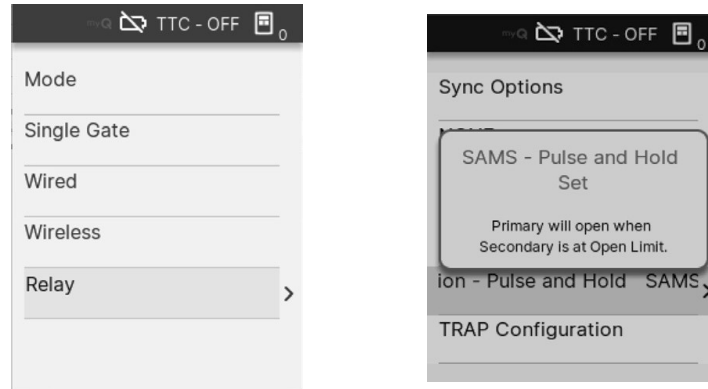 myQ TTC - OFF 0
Mode
Single Gate
Wired
Wireless
Relay
myQ TTC - OFF 0
Sync Options
SAMS - Pulse and Hold
Set
Primary will open when
Secondary is at Open Limit.
ion - Pulse and Hold SAMS
TRAP Configuration